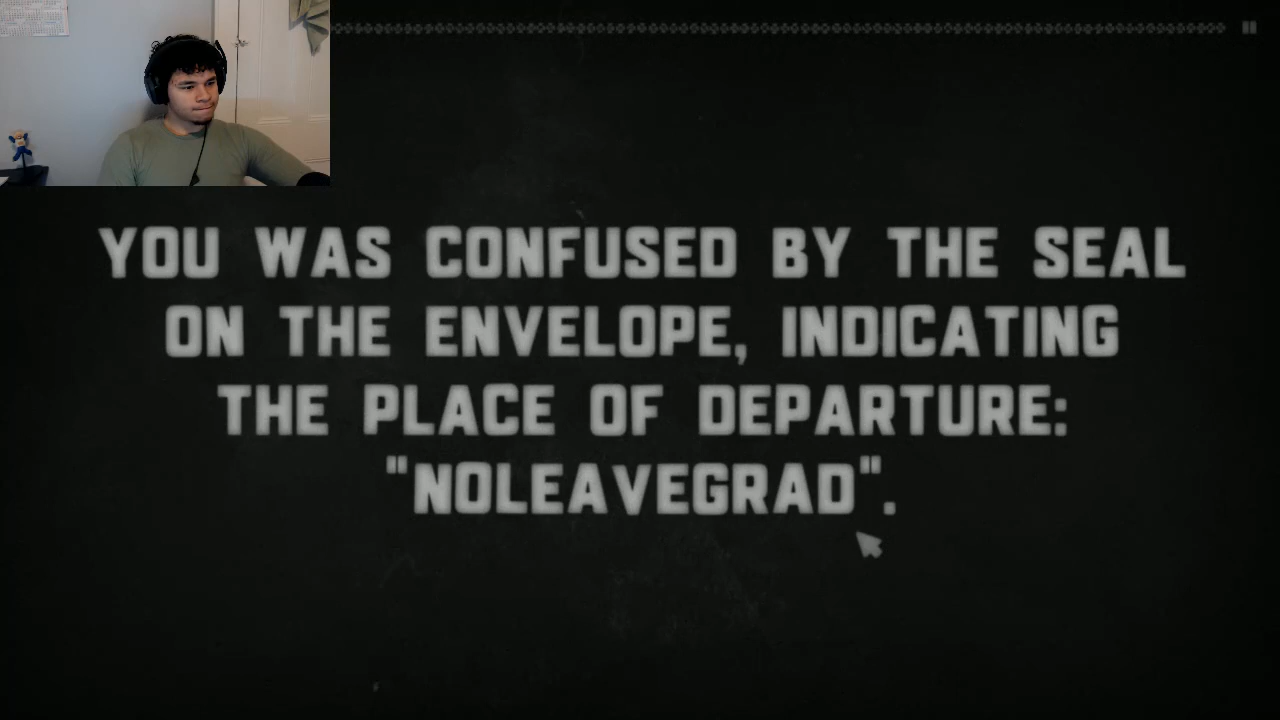 YOU WAS CONFUSED BY THE SEAL
ON THE ENVELOPE, INDICATING
THE PLACE OF DEPARTURE:
"NOLEAVEGRAD".